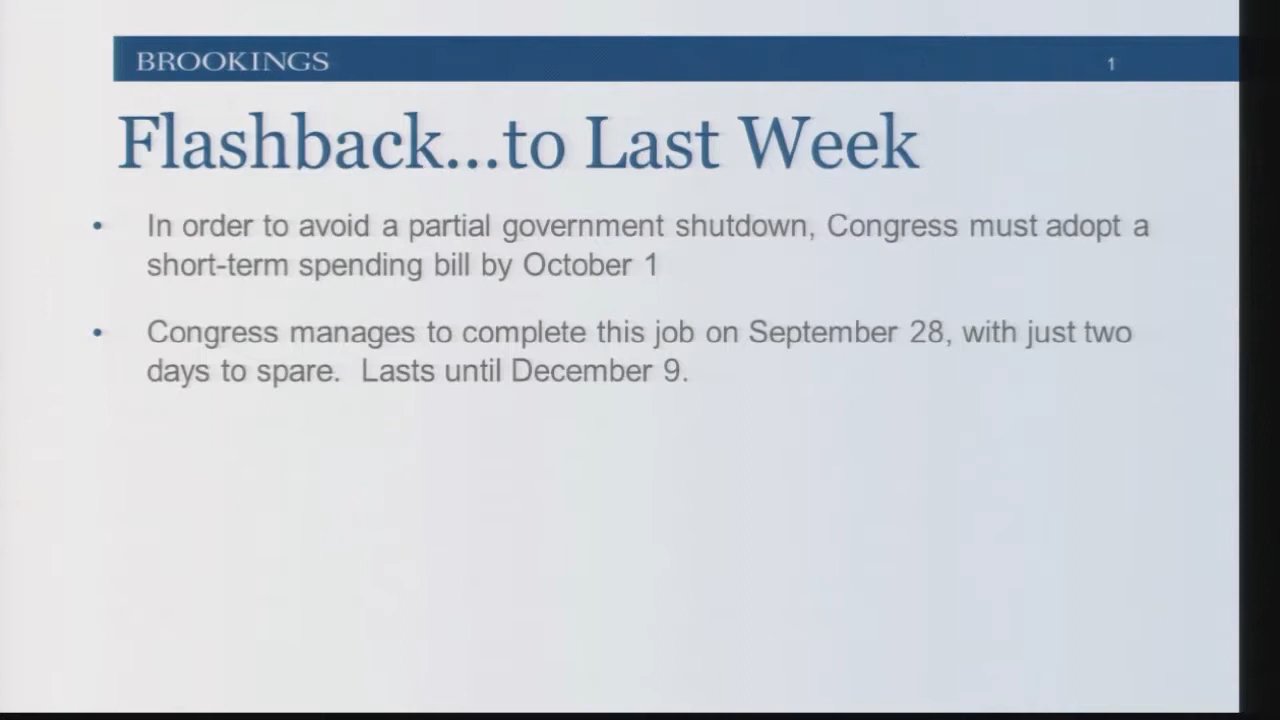 BROOKINGS 1
Flashback...to Last Week
• In order to avoid a partial government shutdown, Congress must adopt a
short-term spending bill by October 1
• Congress manages to complete this job on September 28, with just two
days to spare.  Lasts until December 9.